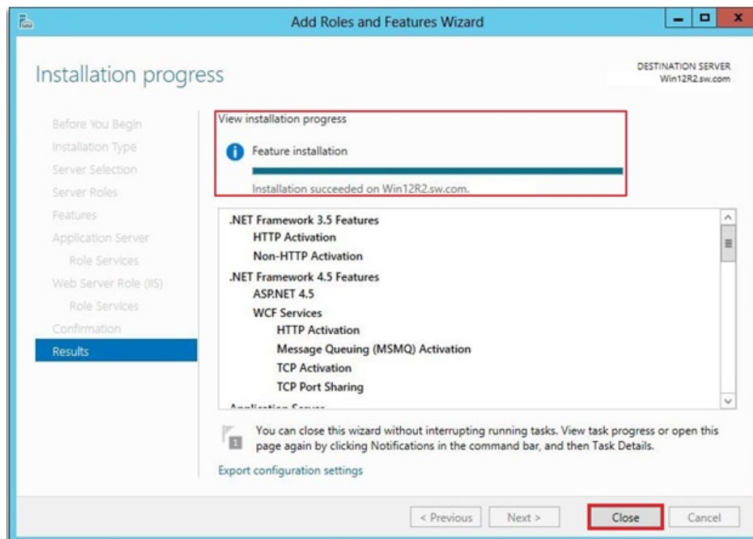 Add Roles and Features Wizard
Installation progress
DESTINATION SERVER
Win12R2.sw.com
Before You Begin
Installation Type
Server Selection
Server Roles
Features
Application Server
Role Services
Web Server Role (IIS)
Role Services
Confirmation
Results
View installation progress
Feature installation
Installation succeeded on Win12R2.sw.com.
.NET Framework 3.5 Features
HTTP Activation
Non-HTTP Activation
.NET Framework 4.5 Features
ASP.NET 4.5
WCF Services
HTTP Activation
Message Queuing (MSMQ) Activation
TCP Activation
TCP Port Sharing
Application Server
You can close this wizard without interrupting running tasks. View task progress or open this
page again by clicking Notifications in the command bar, and then Task Details.
1
Export configuration settings
< Previous
Next >
Close
Cancel